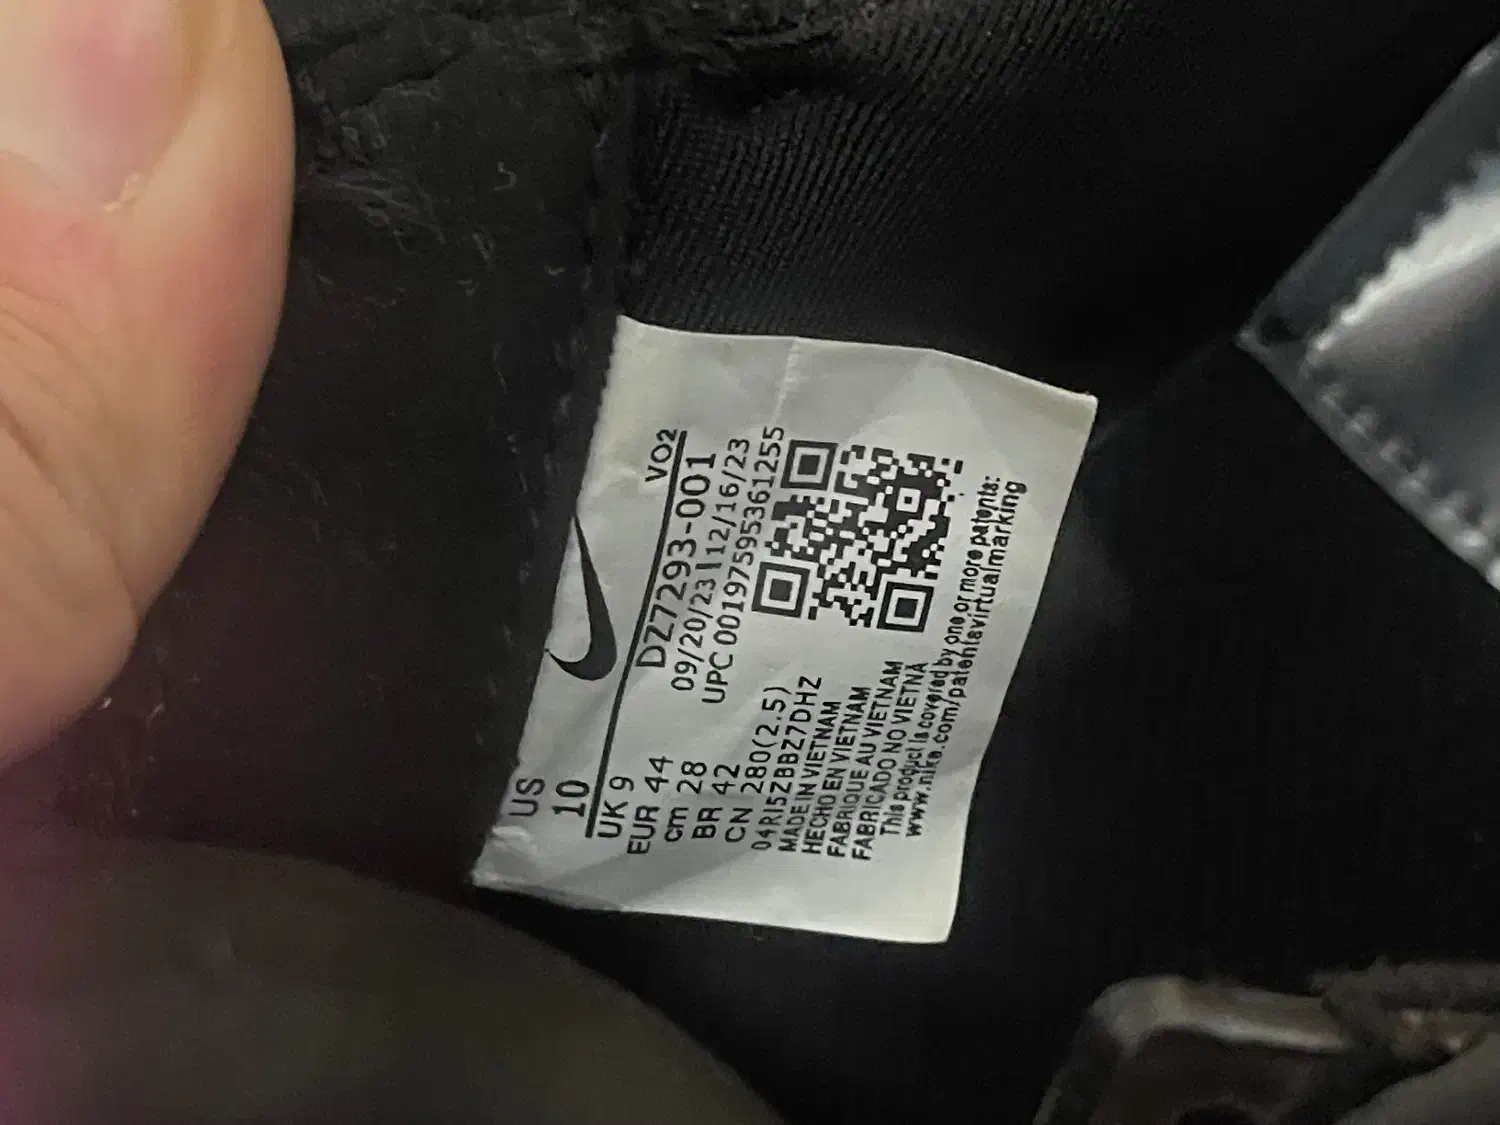 US
10
VO2
UK 9
EUR 44
cm 28
BR 42
CN 280(2.5)
DZ7293-001
09/20/23 | 12/16/23
UPC 00197595361255
04RI5ZBBZ7DHZ
MADE IN VIETNAM
HECHO EN VIETNAM
FABRIQUE AU VIETNAM
FABRICADO NO VIETNÃ
This product is covered by one or more patents:
www.nike.com/patentsvirtualmarking